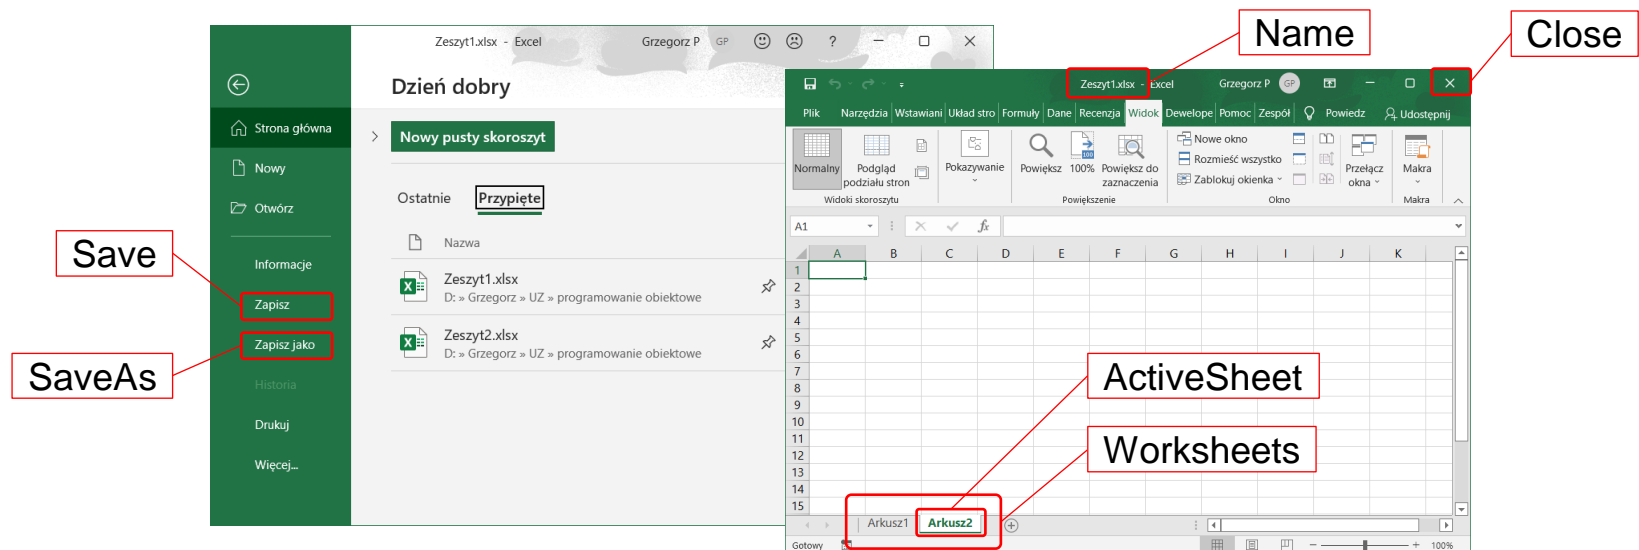 Name
Close
Save
SaveAs
ActiveSheet
Worksheets
Zeszyt1.xlsx - Excel
Grzegorz P
GP
?
Dzień dobry
Strona główna
Nowy
Otwórz
Informacje
Zapisz
Zapisz jako
Historia
Drukuj
Więcej...
Nowy pusty skoroszyt
Ostatnie Przypięte
Nazwa
Zeszyt1.xlsx
D: » Grzegorz » UZ » programowanie obiektowe
Zeszyt2.xlsx
D: » Grzegorz » UZ » programowanie obiektowe
Zeszyt1.xlsx - Excel Grzegorz P GP
Plik Narzędzia Wstawiani Układ stro Formuły Dane Recenzja Widok Dewelope Pomoc Zespół Powiedz Udostępnij
Normalny
Podgląd
podziału stron
Widoki skoroszytu
Pokazywanie
Powiększ
100
100%
Powiększ do
zaznaczenia
Powiększenie
Nowe okno
Rozmieść wszystko
Zablokuj okienka
Przełącz
okna
Okno
Makra
Makra
A1 fx
A B C D E F G H I J K
1
2
3
4
5
6
7
8
9
10
11
12
13
14
15
Arkusz1 Arkusz2
Gotowy 100%